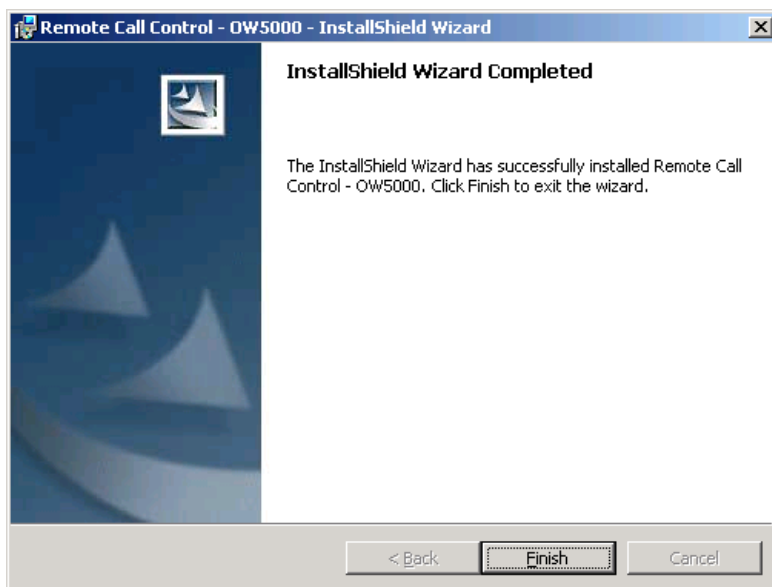 Remote Call Control - OW5000 - InstallShield Wizard
InstallShield Wizard Completed
The InstallShield Wizard has successfully installed Remote Call
Control - OW5000. Click Finish to exit the wizard.
< Back
Finish
Cancel